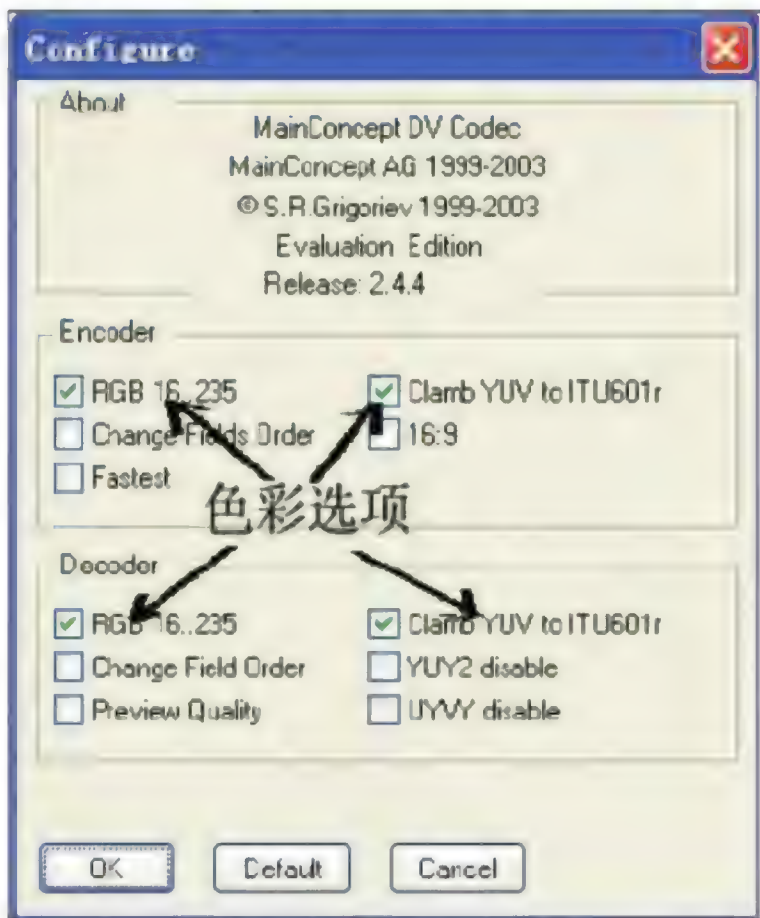 Configure
About
MainConcept DV Codec
MainConcept AG 1999-2003
© S.R.Grigoriev 1999-2003
Evaluation Edition
Release: 2.4.4
Encoder
RGB 16..235
Clamb YUV to ITU601r
Change Fields Order
16:9
Fastest
色彩选项
Decoder
RGB 16..235
Clamb YUV to ITU601r
Change Field Order
YUY2 disable
Preview Quality
UYVY disable
OK
Default
Cancel